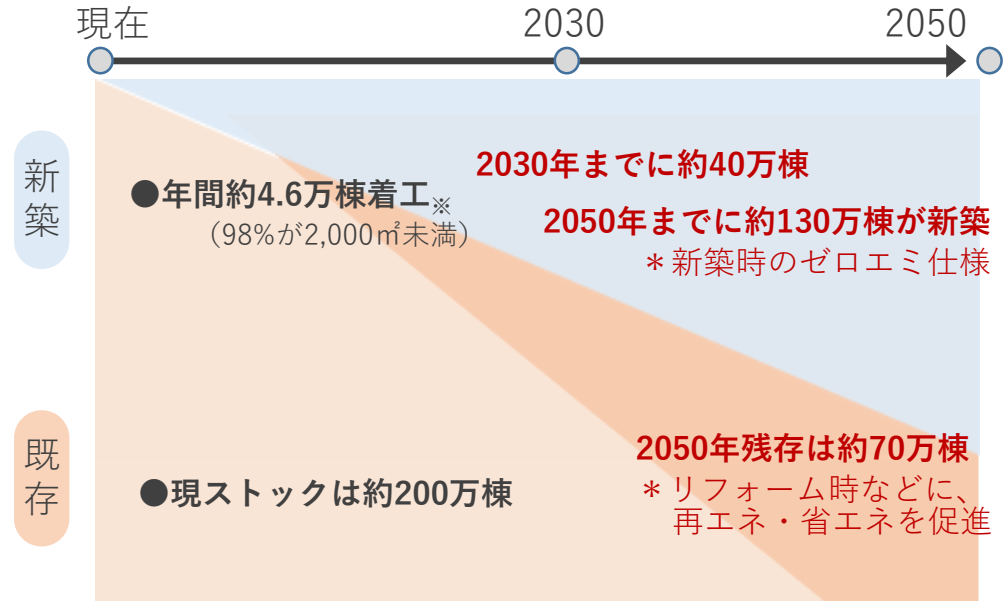 現在 2030 2050
新築
2030年までに約40万棟
●年間約4.6万棟着工※
（98%が2,000㎡未満）
2050年までに約130万棟が新築
＊新築時のゼロエミ仕様
既存
2050年残存は約70万棟
●現ストックは約200万棟
＊リフォーム時などに、
再エネ・省エネを促進